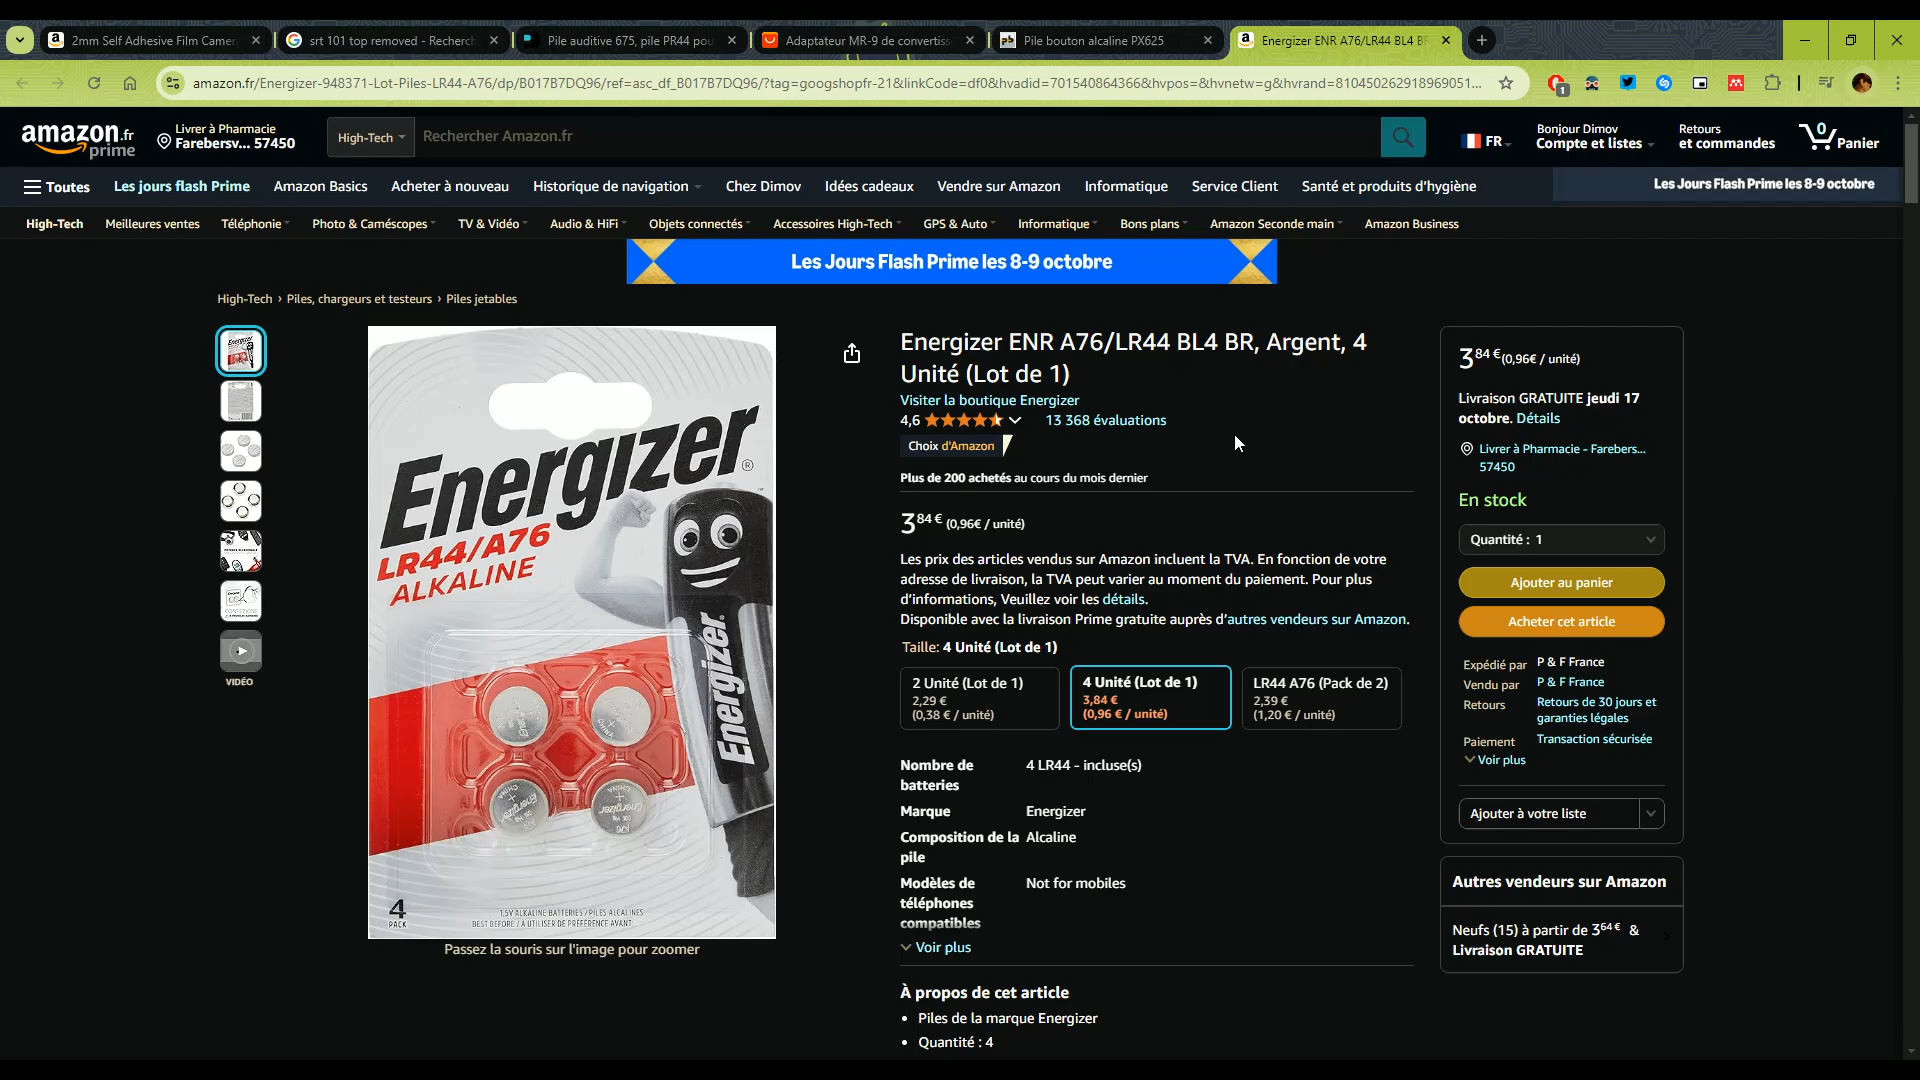 2mm Self Adhesive Film Camer
srt 101 top removed - Recherch
Pile auditive 675, pile PR44 pou
Adaptateur MR-9 de convertiss
Pile bouton alcaline PX625
Energizer ENR A76/LR44 BL4 BR
amazon.fr/Energizer-948371-Lot-Piles-LR44-A76/dp/B017B7DQ96/ref=asc_df_B017B7DQ96/?tag=googshopfr-21&linkCode=df0&hvadid=701540864366&hvpos=&hvnetw=g&hvrand=810450262918969051...
1
amazon.fr
prime
Livrer à Pharmacie
Farebersv... 57450
High-Tech
Rechercher Amazon.fr
FR
Bonjour Dimov
Compte et listes
Retours
et commandes
0
Panier
Toutes
Les jours flash Prime
Amazon Basics
Acheter à nouveau
Historique de navigation
Chez Dimov
Idées cadeaux
Vendre sur Amazon
Informatique
Service Client
Santé et produits d'hygiène
Les Jours Flash Prime les 8-9 octobre
High-Tech
Meilleures ventes
Téléphonie
Photo & Caméscopes
TV & Vidéo
Audio & HiFi
Objets connectés
Accessoires High-Tech
GPS & Auto
Informatique
Bons plans
Amazon Seconde main
Amazon Business
Les Jours Flash Prime les 8-9 octobre
High-Tech › Piles, chargeurs et testeurs › Piles jetables
VIDÉO
Energizer
LR44/A76
ALKALINE
Energizer
4
PACK
1,5V ALKALINE BATTERIES / PILES ALCALINES
BEST BEFORE / A UTILISER DE PRÉFÉRENCE AVANT
Passez la souris sur l'image pour zoomer
Energizer ENR A76/LR44 BL4 BR, Argent, 4
Unité (Lot de 1)
Visiter la boutique Energizer
4,6
13 368 évaluations
Choix d'Amazon
Plus de 200 achetés au cours du mois dernier
3 84 € (0,96€ / unité)
Les prix des articles vendus sur Amazon incluent la TVA. En fonction de votre
adresse de livraison, la TVA peut varier au moment du paiement. Pour plus
d'informations, Veuillez voir les détails.
Disponible avec la livraison Prime gratuite auprès d'autres vendeurs sur Amazon.
Taille: 4 Unité (Lot de 1)
2 Unité (Lot de 1)
2,29 €
(0,38 € / unité)
4 Unité (Lot de 1)
3,84 €
(0,96 € / unité)
LR44 A76 (Pack de 2)
2,39 €
(1,20 € / unité)
Nombre de
batteries
4 LR44 - incluse(s)
Marque
Energizer
Composition de la
pile
Alcaline
Modèles de
téléphones
compatibles
Not for mobiles
Voir plus
À propos de cet article
• Piles de la marque Energizer
• Quantité : 4
3 84 € (0,96€ / unité)
Livraison GRATUITE jeudi 17
octobre. Détails
Livrer à Pharmacie - Farebers...
57450
En stock
Quantité : 1
Ajouter au panier
Acheter cet article
Expédié par
P & F France
Vendu par
P & F France
Retours
Retours de 30 jours et
garanties légales
Paiement
Transaction sécurisée
Voir plus
Ajouter à votre liste
Autres vendeurs sur Amazon
Neufs (15) à partir de 3 64 € &
Livraison GRATUITE